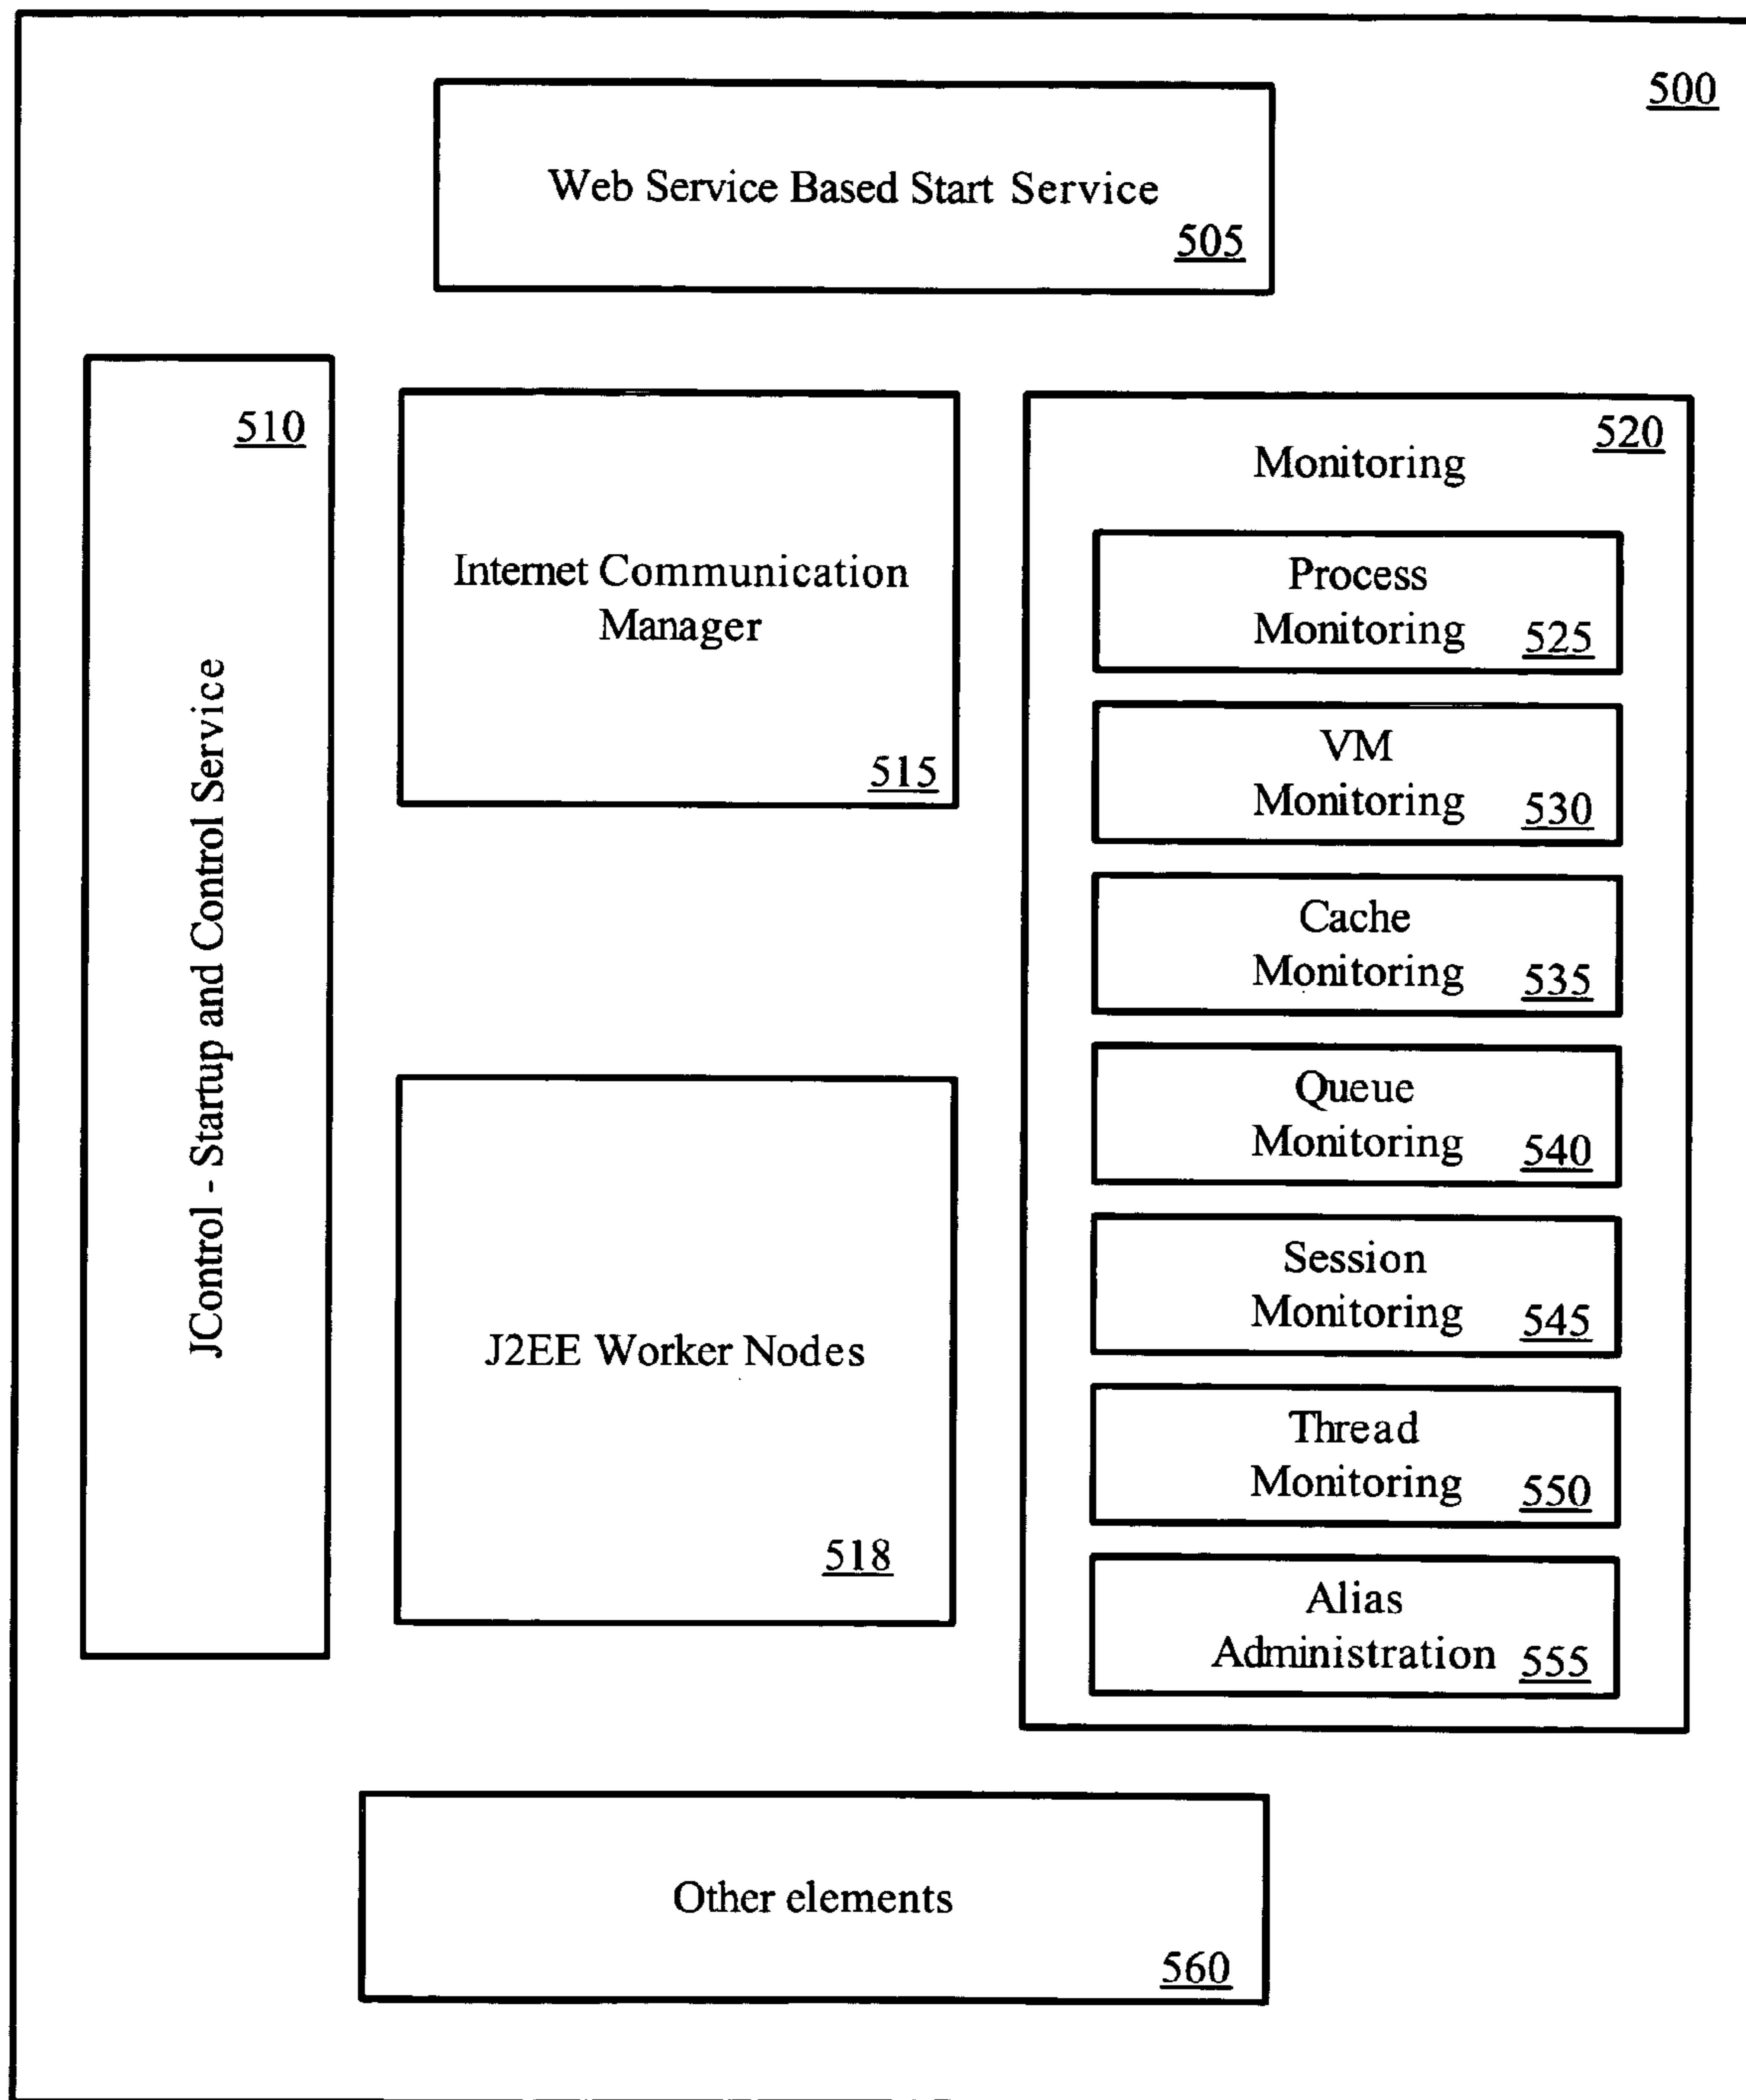 500
Web Service Based Start Service
505
510
JControl - Startup and Control Service
Internet Communication
Manager
515
J2EE Worker Nodes
518
520
Monitoring
Process
Monitoring 525
VM
Monitoring 530
Cache
Monitoring 535
Queue
Monitoring 540
Session
Monitoring 545
Thread
Monitoring 550
Alias
Administration 555
Other elements
560